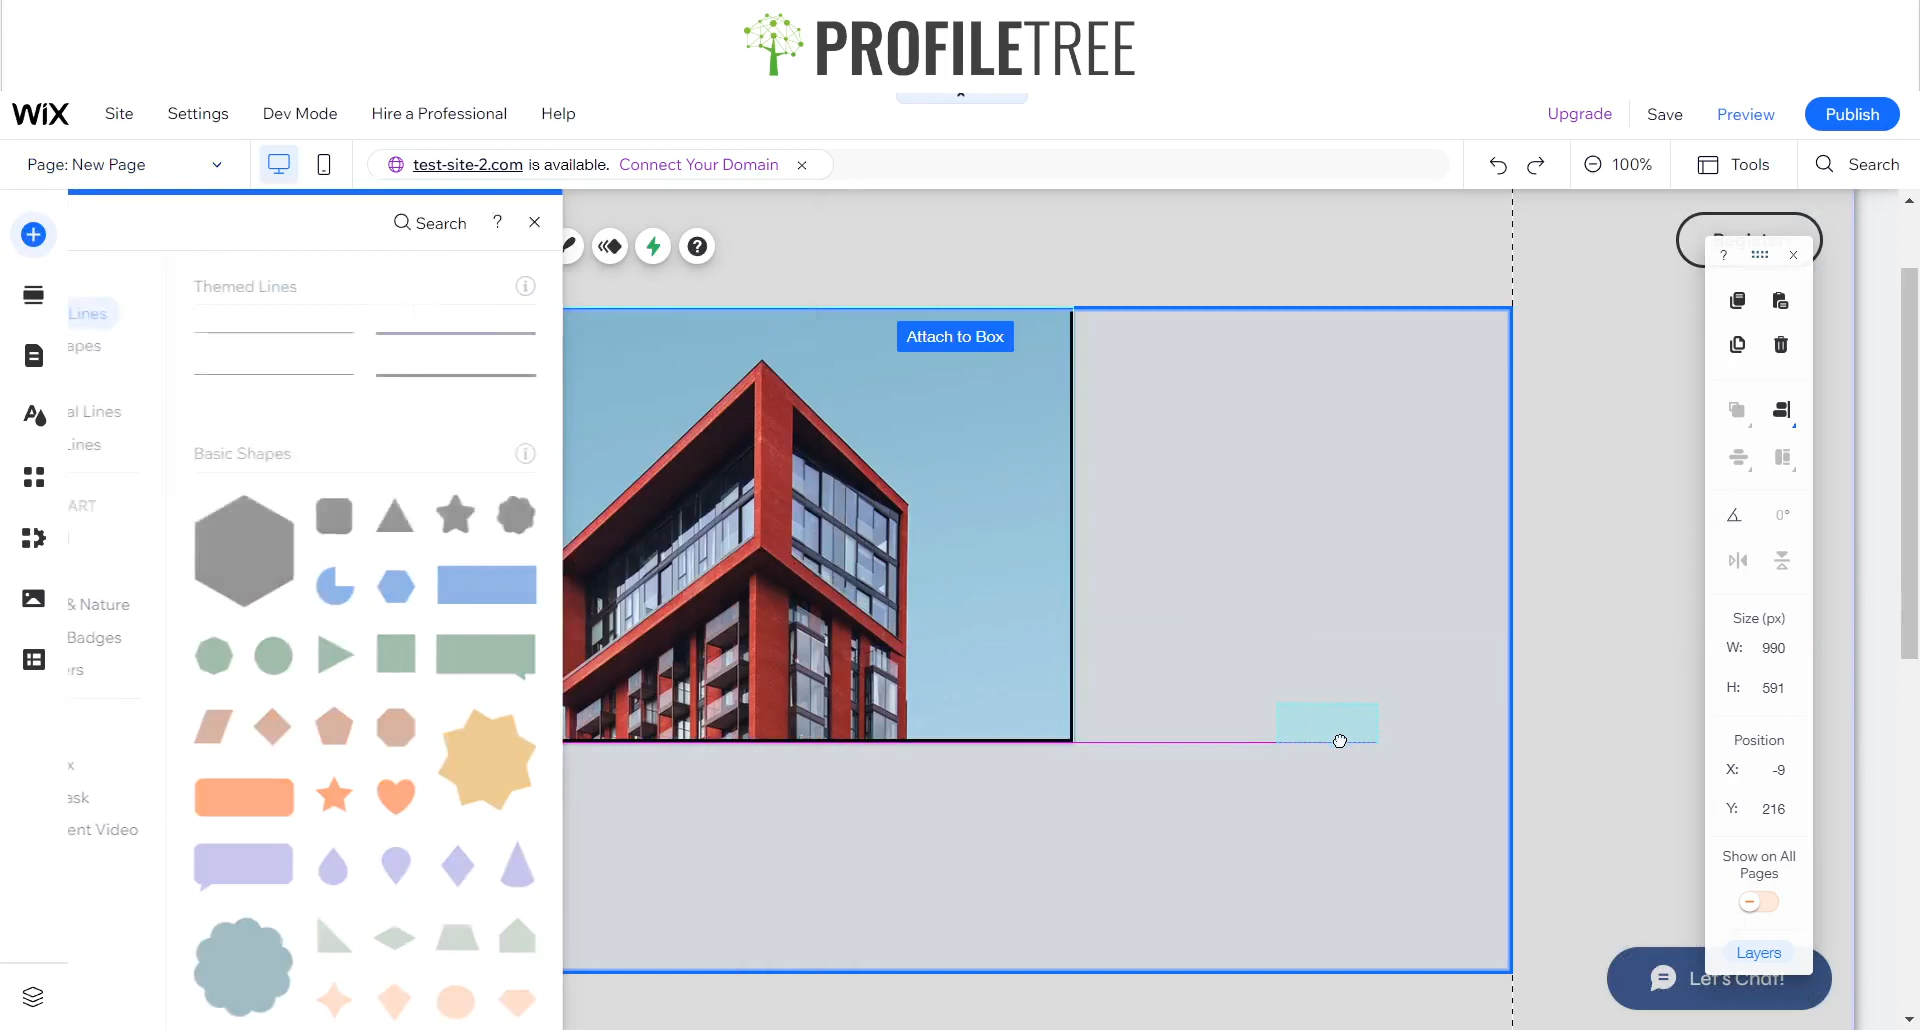 PROFILETREE
WiX Site Settings Dev Mode Hire a Professional Help Upgrade Save Preview Publish
Page: New Page test-site-2.com is available. Connect Your Domain 100% Tools Search
Search ?
Themed Lines
Lines
apes
al Lines
Lines
Basic Shapes
ART
& Nature
Badges
rs
x
ask
ent Video
Attach to Box
?
0°
Size (px)
W: 990
H: 591
Position
X: -9
Y: 216
Show on All
Pages
Layers
Let's Chat!